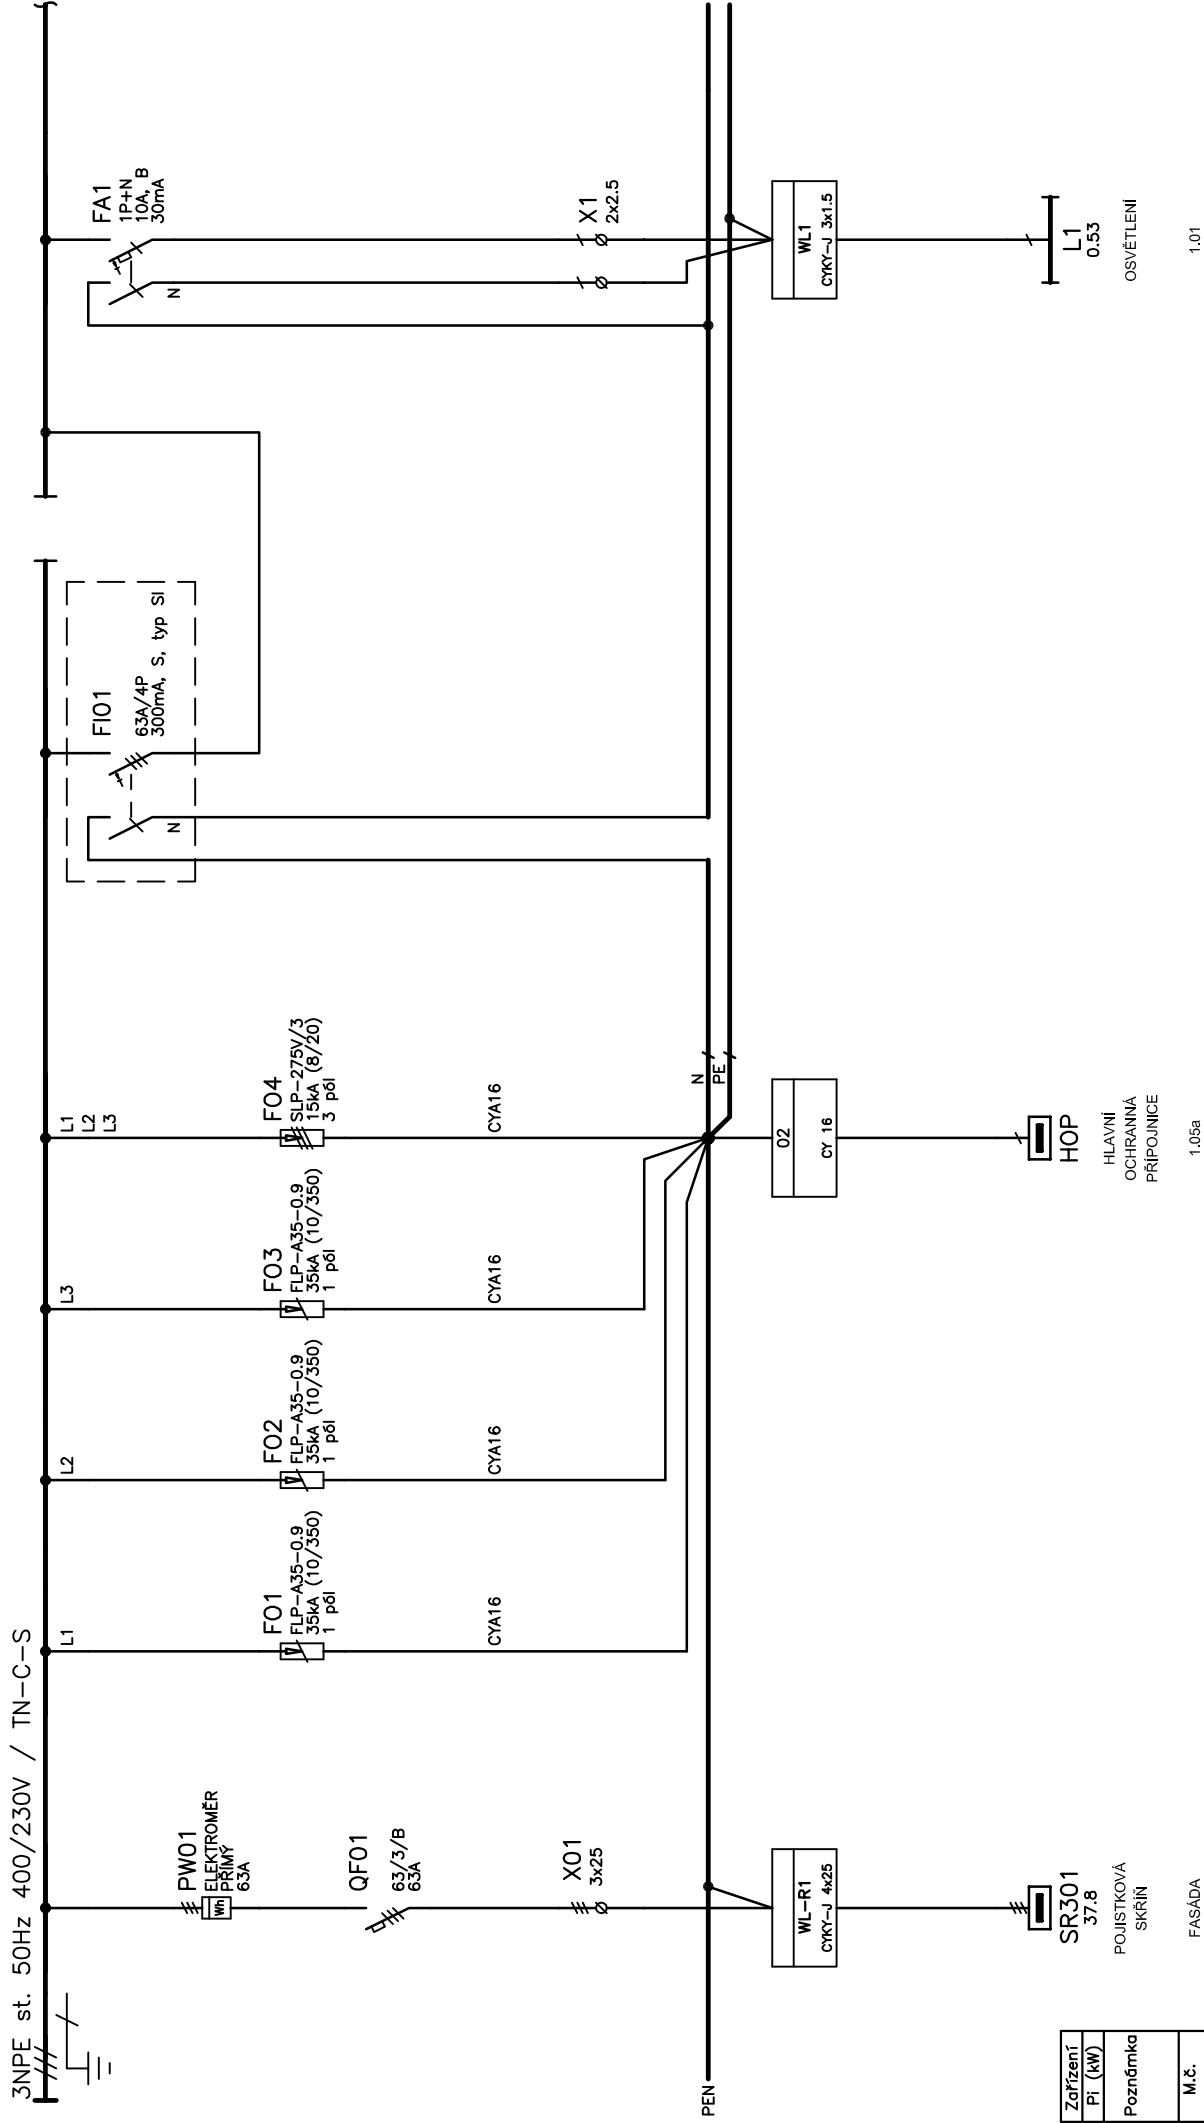 3NPE st. 50Hz 400/230V / TN-C-S
PW01
ELEKTROMĚR
PŘÍMÝ
63A
Wh
QF01
63/3/B
63A
X01
3x25
WL-R1
CYKY-J 4x25
SR301
37.8
POJISTKOVÁ
SKŘÍŇ
FASÁDA
L1
FO1
FLP-A35-0.9
35kA (10/350)
1 pól
CYA16
L2
FO2
FLP-A35-0.9
35kA (10/350)
1 pól
CYA16
L3
FO3
FLP-A35-0.9
35kA (10/350)
1 pól
CYA16
L1
L2
L3
FO4
SLP-275V/3
15kA (8/20)
3 pól
CYA16
N
PE
02
CY 16
HOP
HLAVNÍ
OCHRANNÁ
PŘÍPOJNICE
1.05a
FI01
63A/4P
300mA, S, typ SI
N
FA1
1P+N
10A, B
30mA
N
X1
2x2.5
WL1
CYKY-J 3x1.5
L1
0.53
OSVĚTLENÍ
1.01
PEN
Zařízení
Pi (kW)
Poznámka
M.č.